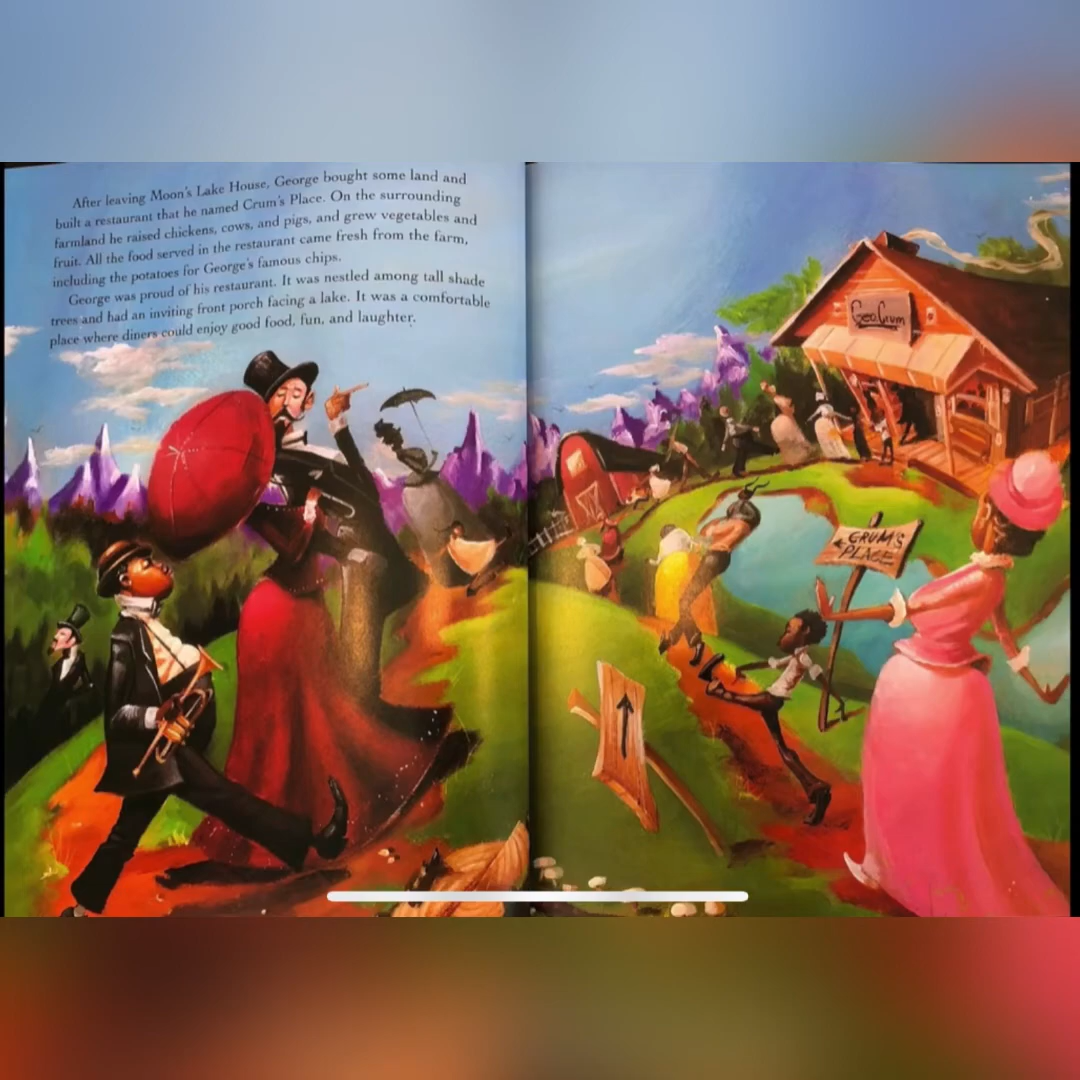 After leaving Moon's Lake House, George bought some land and
built a restaurant that he named Crum's Place. On the surrounding
farmland he raised chickens, cows, and pigs, and grew vegetables and
fruit. All the food served in the restaurant came fresh from the farm,
including the potatoes for George's famous chips.
George was proud of his restaurant. It was nestled among tall shade
trees and had an inviting front porch facing a lake. It was a comfortable
place where diners could enjoy good food, fun, and laughter.
Geo. Crum
CRUM'S
PLACE